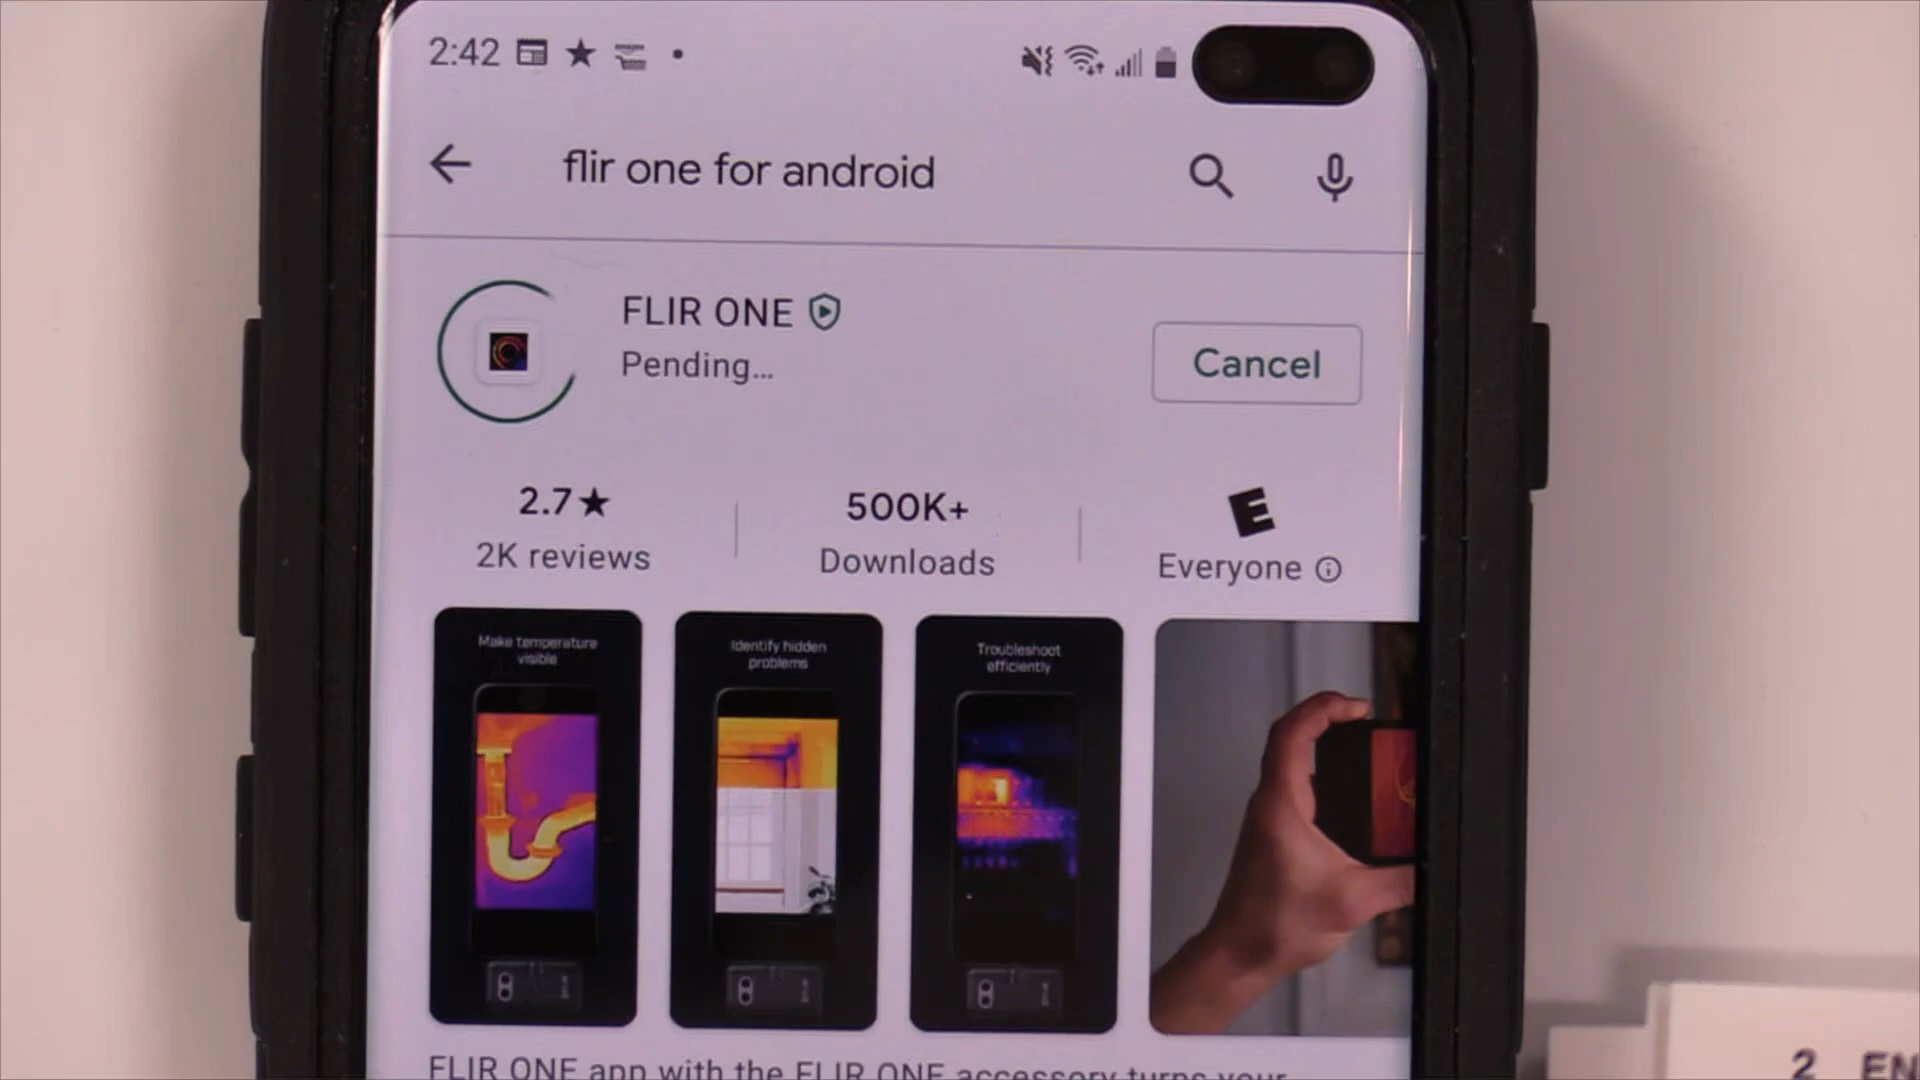 2:42
flir one for android
FLIR ONE
Pending...
Cancel
2.7★
2K reviews
500K+
Downloads
E
Everyone
Make temperature
visible
Identify hidden
problems
Troubleshoot
efficiently
FLIR ONE app with the FLIR ONE accessory turns your
2 EN